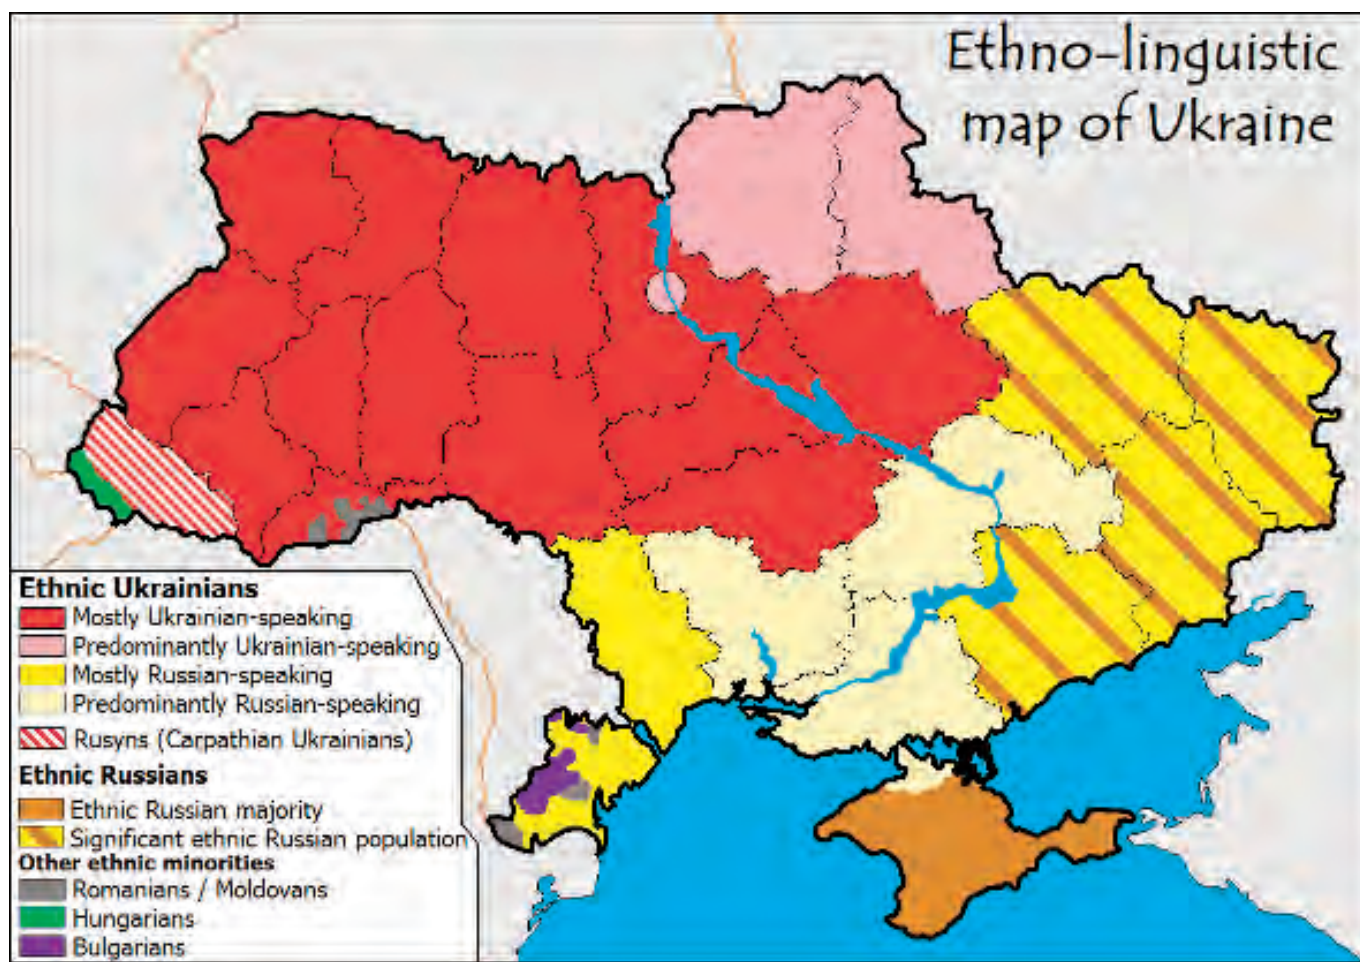 Ethno-linguistic
map of Ukraine
Ethnic Ukrainians
Mostly Ukrainian-speaking
Predominantly Ukrainian-speaking
Mostly Russian-speaking
Predominantly Russian-speaking
Rusyns (Carpathian Ukrainians)
Ethnic Russians
Ethnic Russian majority
Significant ethnic Russian population
Other ethnic minorities
Romanians / Moldovans
Hungarians
Bulgarians